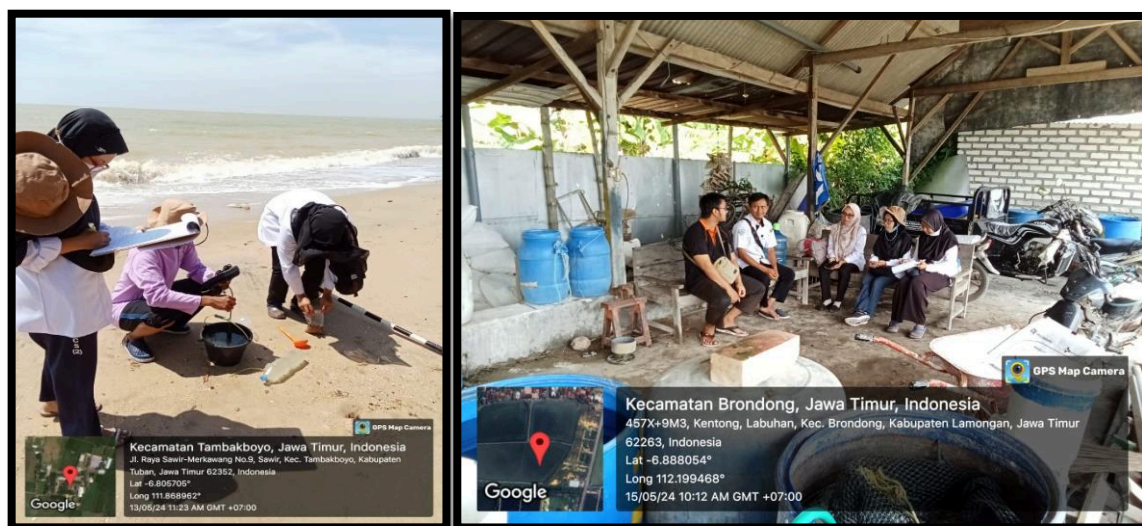 GPS Map Camera
Kecamatan Tambakboyo, Jawa Timur, Indonesia
Jl. Raya Sawir-Merkawang No.9, Sawir, Kec. Tambakboyo, Kabupaten
Tuban, Jawa Timur 62352, Indonesia
Lat -6.805705°
Long 111.868962°
13/05/24 11:23 AM GMT +07:00
Google
GPS Map Camera
Kecamatan Brondong, Jawa Timur, Indonesia
457X+9M3, Kentong, Labuhan, Kec. Brondong, Kabupaten Lamongan, Jawa Timur
62263, Indonesia
Lat -6.888054°
Long 112.199468°
15/05/24 10:12 AM GMT +07:00
Google